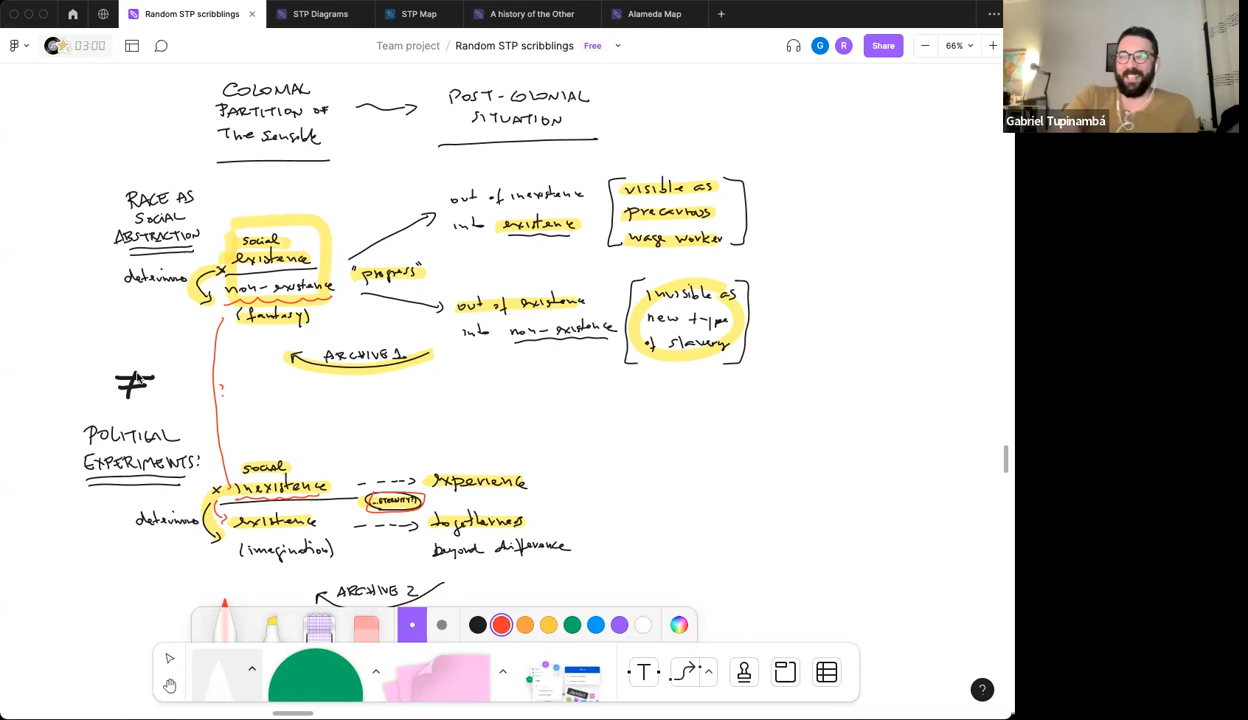 Random STP scribblings
STP Diagrams
STP Map
A history of the Other
Alameda Map
03:00
Team project / Random STP scribblings
Free
G
R
Share
66%
Gabriel Tupinambá
COLONIAL
PARTITION OF
The Sensible
POST-COLONIAL
SITUATION
RACE AS
SOCIAL
ABSTRACTION
social
existence
non-existence
(fantasy)
"progress"
out of inexistence
into existence
visible as
precarious
wage worker
out of existence
into non-existence
invisible as
new type
of slavery
ARCHIVE 1
≠
?
POLITICAL
EXPERIMENTS:
social
x inexistence
existence
(imagination)
experience
...ETERNITY?)
togetherness
beyond difference
ARCHIVE 2
T
?